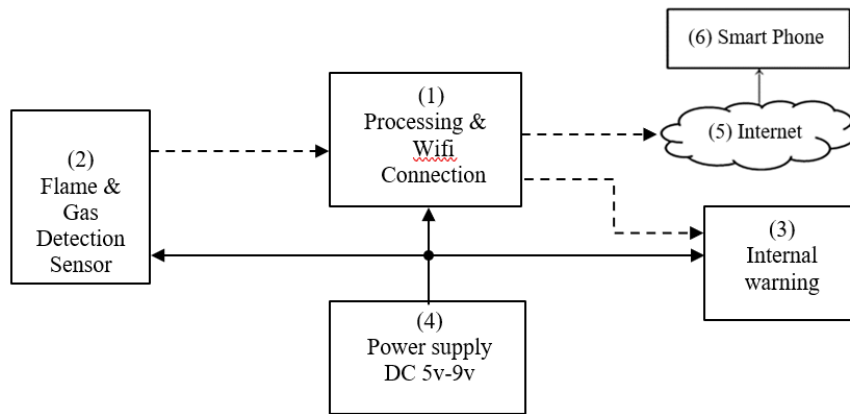 (6) Smart Phone
(1)
Processing &
Wifi
Connection
(5) Internet
(2)
Flame &
Gas
Detection
Sensor
(3)
Internal
warning
(4)
Power supply
DC 5v-9v